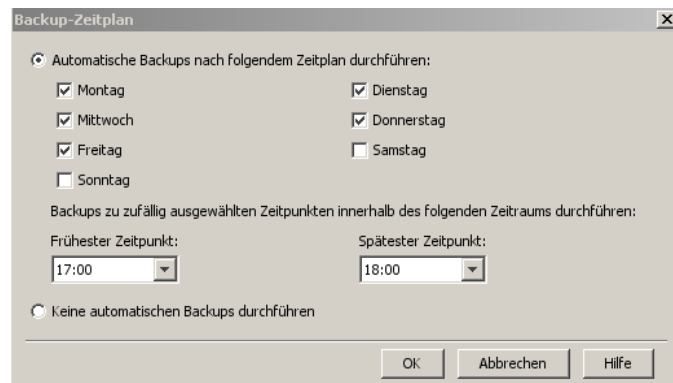 Backup-Zeitplan
Automatische Backups nach folgendem Zeitplan durchführen:
Montag
Dienstag
Mittwoch
Donnerstag
Freitag
Samstag
Sonntag
Backups zu zufällig ausgewählten Zeitpunkten innerhalb des folgenden Zeitraums durchführen:
Frühester Zeitpunkt:
Spätester Zeitpunkt:
17:00
18:00
Keine automatischen Backups durchführen
OK
Abbrechen
Hilfe